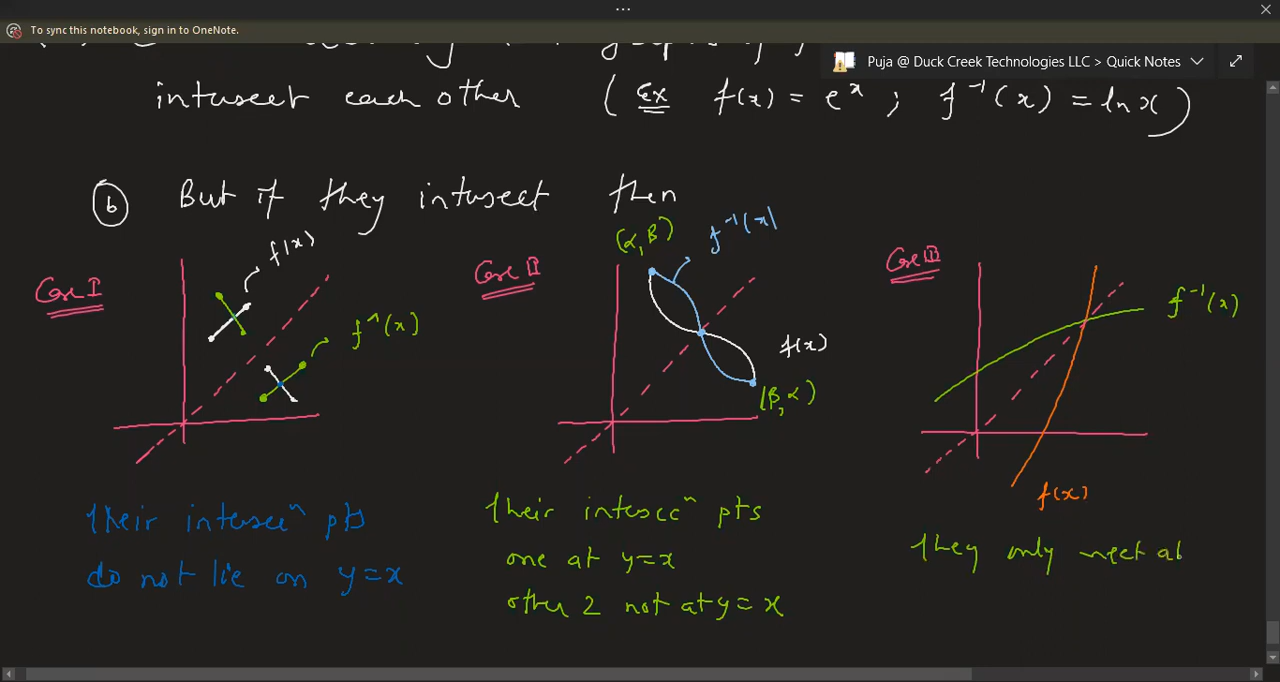 To sync this notebook, sign in to OneNote.
Puja @ Duck Creek Technologies LLC > Quick Notes
intersect each other ( Ex f(x) = e^x ; f^-1(x) = ln x )
(b) But if they intersect then
Case I
f(x)
f^-1(x)
Case II
(α, β)
f^-1(x)
f(x)
(β, α)
Case III
f^-1(x)
f(x)
their intersec^n pts
do not lie on y=x
their intersec^n pts
one at y=x
other 2 not at y = x
they only meet at